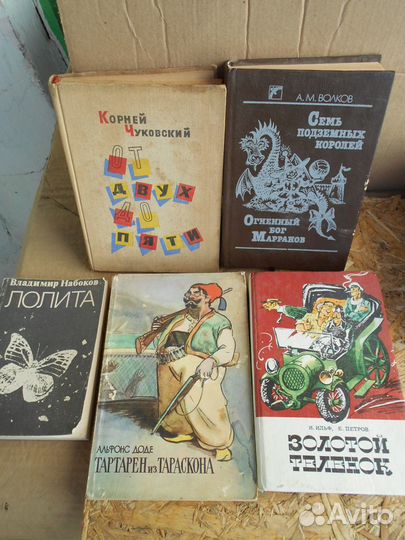 Корней
Чуковский
ОТ
ДВУХ
ДО
ПЯТИ
А. М. ВОЛКОВ
Семь
подземных
королей
Огненный
бог
Марранов
Владимир Набоков
ЛОЛИТА
АЛЬФОНС ДОДЕ
ТАРТАРЕН ИЗ ТАРАСКОНА
И. ИЛЬФ, Е. ПЕТРОВ
ЗОЛОТОЙ
ТЕЛЕНОК
Avito